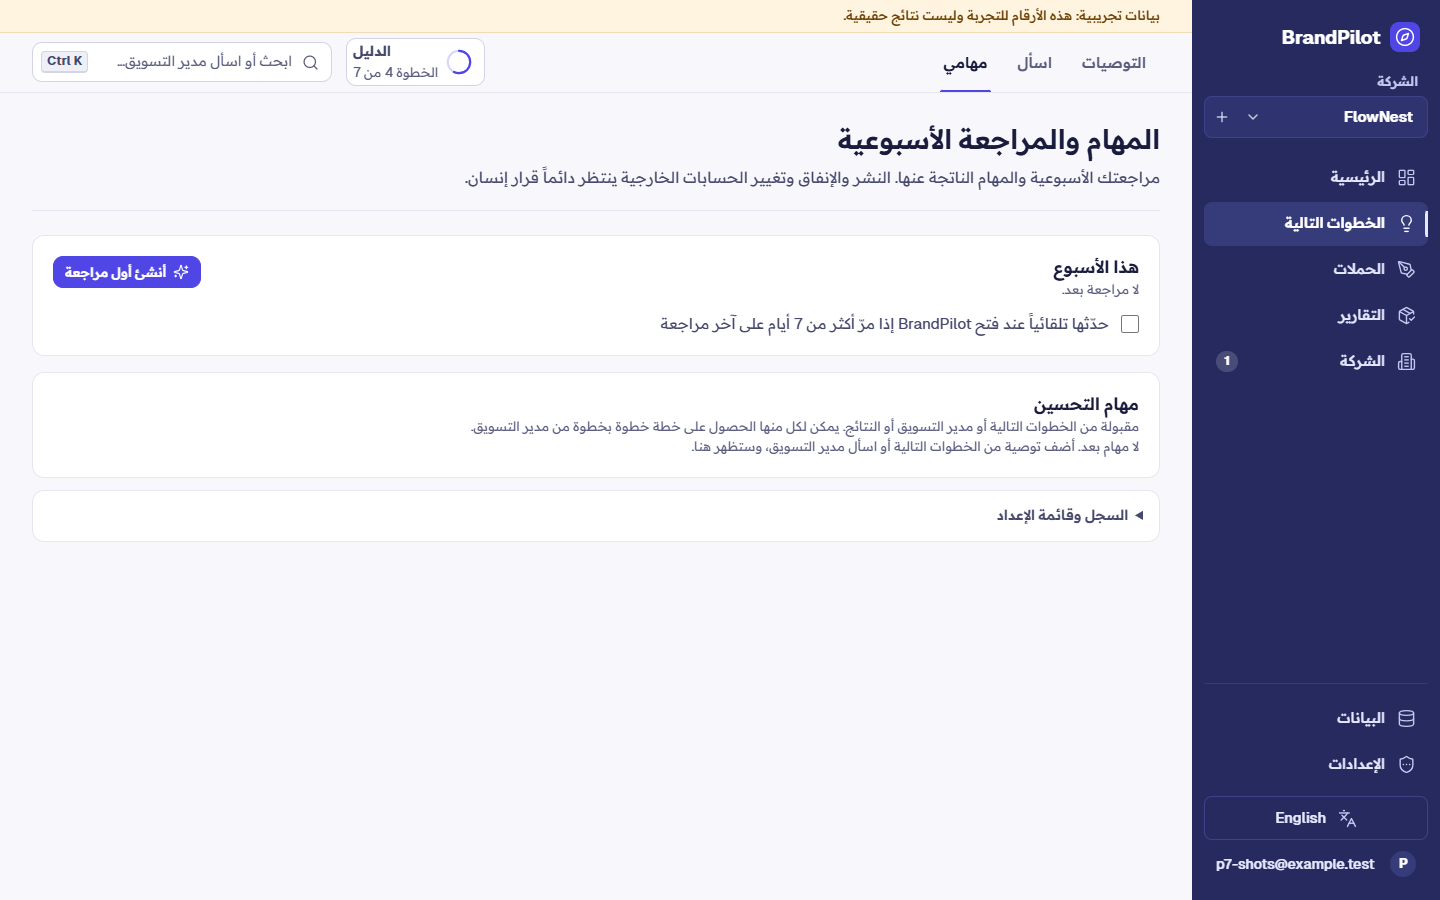 بيانات تجريبية: هذه الأرقام للتجربة وليست نتائج حقيقية.
BrandPilot
الشركة
FlowNest
الرئيسية
الخطوات التالية
الحملات
التقارير
الشركة
1
البيانات
الإعدادات
English
P
p7-shots@example.test
التوصيات
اسأل
مهامي
الدليل
الخطوة 4 من 7
ابحث أو اسأل مدير التسويق...
Ctrl K
المهام والمراجعة الأسبوعية
مراجعتك الأسبوعية والمهام الناتجة عنها. النشر والإنفاق وتغيير الحسابات الخارجية ينتظر دائماً قرار إنسان.
هذا الأسبوع
لا مراجعة بعد.
أنشئ أول مراجعة
حدّثها تلقائياً عند فتح BrandPilot إذا مرّ أكثر من 7 أيام على آخر مراجعة
مهام التحسين
مقبولة من الخطوات التالية أو مدير التسويق أو النتائج. يمكن لكل منها الحصول على خطة خطوة بخطوة من مدير التسويق.
لا مهام بعد. أضف توصية من الخطوات التالية أو اسأل مدير التسويق، وستظهر هنا.
السجل وقائمة الإعداد